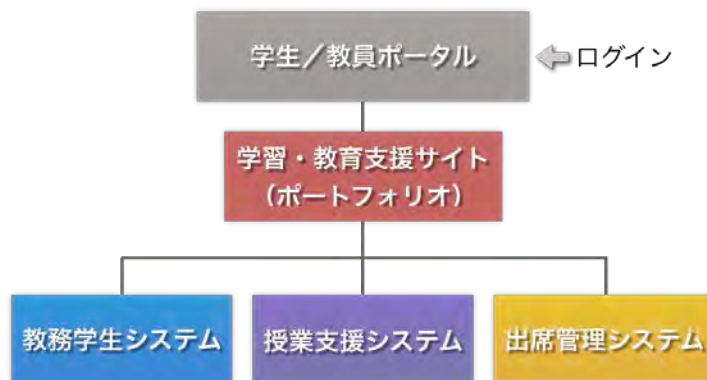 学生／教員ポータル
ログイン
学習・教育支援サイト
（ポートフォリオ）
教務学生システム
授業支援システム
出席管理システム